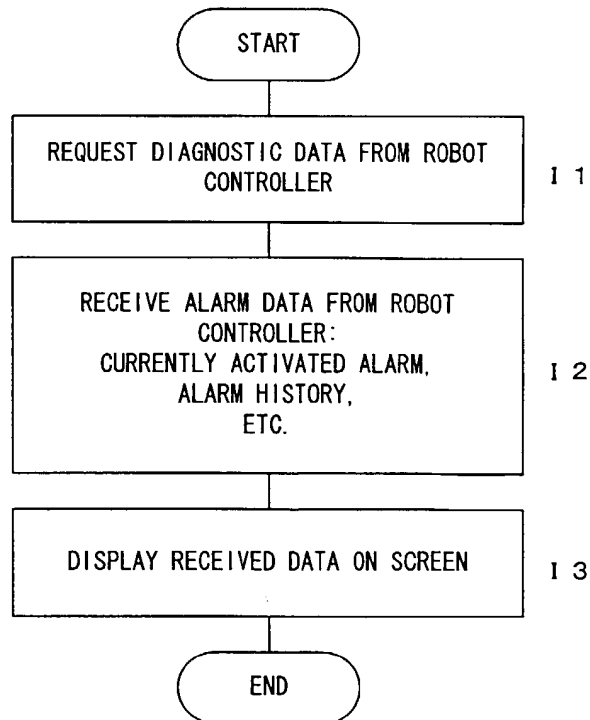 START
REQUEST DIAGNOSTIC DATA FROM ROBOT
CONTROLLER
I 1
RECEIVE ALARM DATA FROM ROBOT
CONTROLLER:
CURRENTLY ACTIVATED ALARM,
ALARM HISTORY,
ETC.
I 2
DISPLAY RECEIVED DATA ON SCREEN
I 3
END